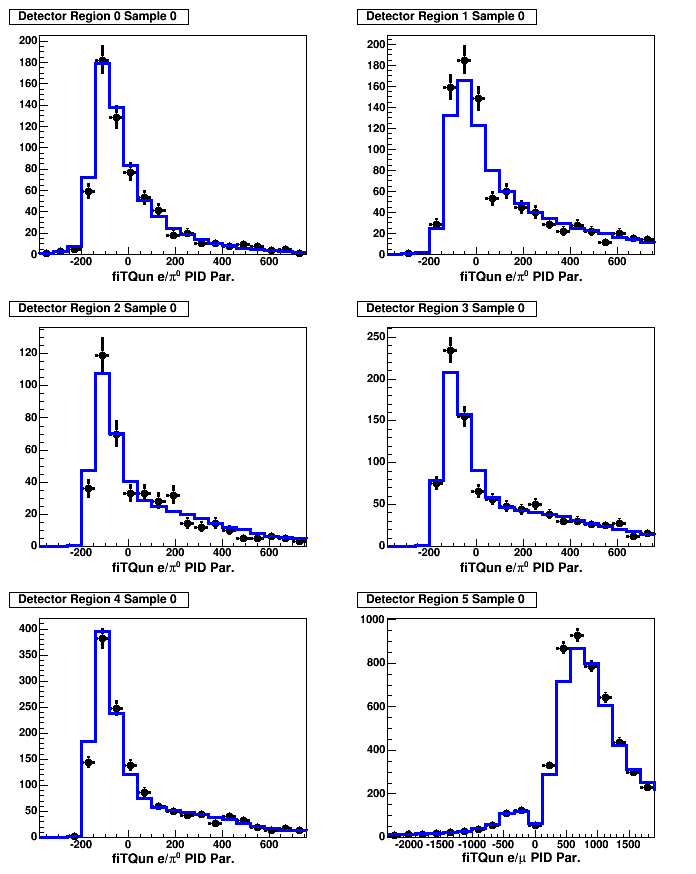 Detector Region 0 Sample 0
200
180
160
140
120
100
80
60
40
20
0
-200 0 200 400 600
fiTQun e/π⁰ PID Par.
Detector Region 1 Sample 0
200
180
160
140
120
100
80
60
40
20
0
-200 0 200 400 600
fiTQun e/π⁰ PID Par.
Detector Region 2 Sample 0
120
100
80
60
40
20
0
-200 0 200 400 600
fiTQun e/π⁰ PID Par.
Detector Region 3 Sample 0
250
200
150
100
50
0
-200 0 200 400 600
fiTQun e/π⁰ PID Par.
Detector Region 4 Sample 0
400
350
300
250
200
150
100
50
0
-200 0 200 400 600
fiTQun e/π⁰ PID Par.
Detector Region 5 Sample 0
1000
800
600
400
200
0
-2000 -1500 -1000 -500 0 500 1000 1500
fiTQun e/μ PID Par.